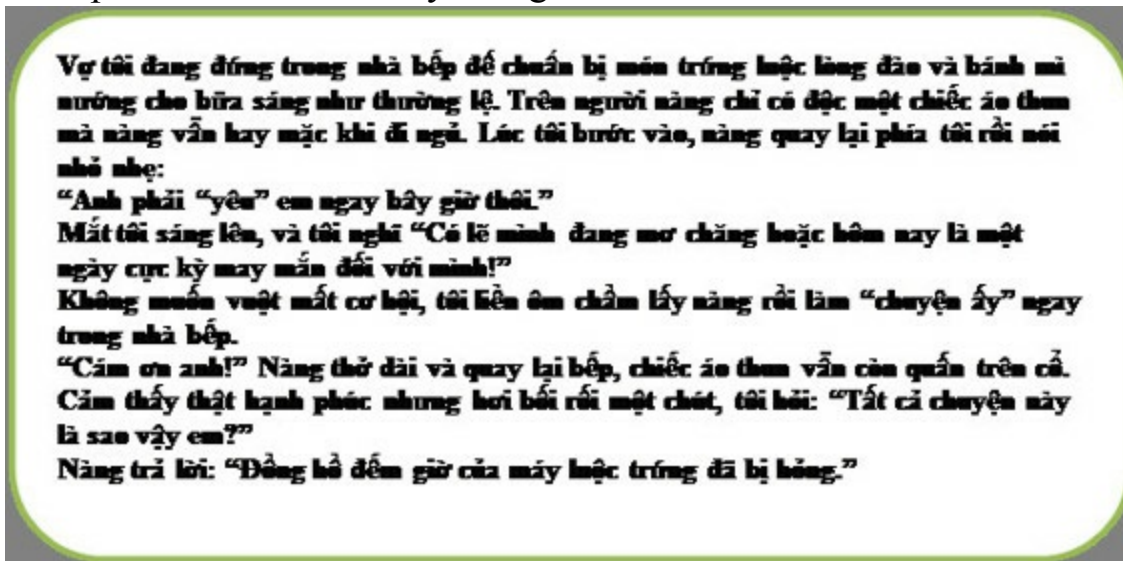 Vợ tôi đang đứng trong nhà bếp để chuẩn bị món trứng luộc lòng đào và bánh mì
nướng cho bữa sáng như thường lệ. Trên người nàng chỉ có độc một chiếc áo thun
mà nàng vẫn hay mặc khi đi ngủ. Lúc tôi bước vào, nàng quay lại phía tôi rồi nói
nhỏ nhẹ:
“Anh phải “yêu” em ngay bây giờ thôi.”
Mắt tôi sáng lên, và tôi nghĩ “Có lẽ mình đang mơ chăng hoặc hôm nay là một
ngày cực kỳ may mắn đối với mình!”
Không muốn vuột mất cơ hội, tôi liền ôm chầm lấy nàng rồi làm “chuyện ấy” ngay
trong nhà bếp.
“Cám ơn anh!” Nàng thở dài và quay lại bếp, chiếc áo thun vẫn còn quấn trên cổ.
Cảm thấy thật hạnh phúc nhưng hơi bối rối một chút, tôi hỏi: “Tất cả chuyện này
là sao vậy em?”
Nàng trả lời: “Đồng hồ đếm giờ của máy luộc trứng đã bị hỏng.”